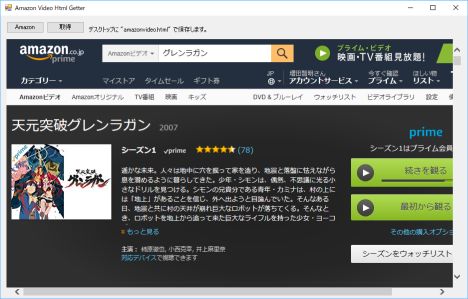 Amazon Video Html Getter
Amazon 取得 デスクトップに "amazonvideo.html" で保存します。
amazon.co.jp prime Amazonビデオ グレンラガン プライム・ビデオ 映画・TV番組見放題!
カテゴリー マイストア タイムセール ギフト券 JP 増田智明さん アカウントサービス 今すぐ確認 プライム ほしい物 リスト
Amazonビデオ Amazonオリジナル TV番組 映画 キッズ DVD & ブルーレイ ウォッチリスト ビデオライブラリ 設定
天元突破グレンラガン 2007
prime
シーズン1 prime (78)
シーズン1はプライム会員
遥かな未来。人々は地中に穴を掘って家を造り、地震と落盤に怯えながら
息を潜めるように暮らしてきた。少年・シモンは、偶然、不思議に光る小
さなドリルを見つける。シモンの兄貴分である青年・カミナは、村の上に
は「地上」があることを信じ、外へ出ようと目論んでいた。そんなある
日、地震と共に村の天井が崩れ巨大なロボットが落ちてくる。そんなと
き、ロボットを地上から追って来た巨大なライフルを持った少女・ヨーコ
もっと見る
続きを観る
最初から観る
その他の購入オプショ
主演: 柿原徹也, 小西克幸, 井上麻里奈
対応デバイスで視聴できます
シーズンをウォッチリスト